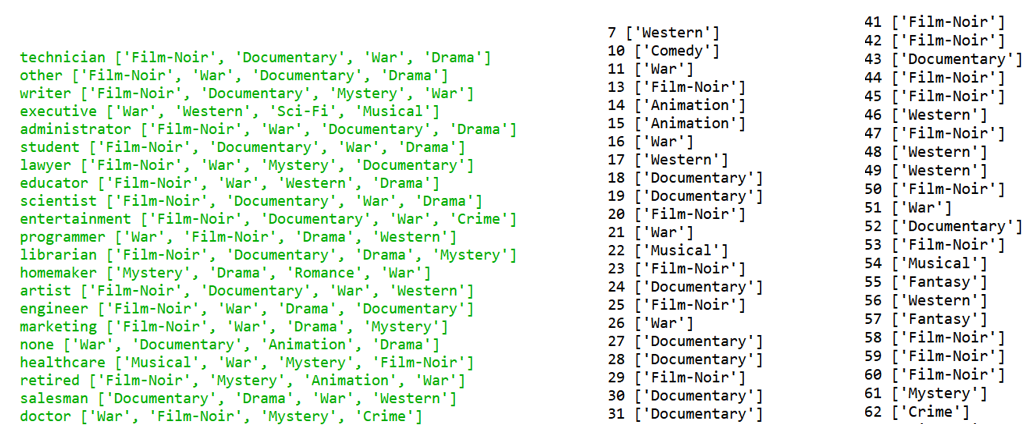 technician ['Film-Noir', 'Documentary', 'War', 'Drama']
other ['Film-Noir', 'War', 'Documentary', 'Drama']
writer ['Film-Noir', 'Documentary', 'Mystery', 'War']
executive ['War', 'Western', 'Sci-Fi', 'Musical']
administrator ['Film-Noir', 'War', 'Documentary', 'Drama']
student ['Film-Noir', 'Documentary', 'War', 'Drama']
lawyer ['Film-Noir', 'War', 'Mystery', 'Documentary']
educator ['Film-Noir', 'War', 'Western', 'Drama']
scientist ['Film-Noir', 'Documentary', 'War', 'Drama']
entertainment ['Film-Noir', 'Documentary', 'War', 'Crime']
programmer ['War', 'Film-Noir', 'Drama', 'Western']
librarian ['Film-Noir', 'Documentary', 'Drama', 'Mystery']
homemaker ['Mystery', 'Drama', 'Romance', 'War']
artist ['Film-Noir', 'Documentary', 'War', 'Western']
engineer ['Film-Noir', 'War', 'Drama', 'Documentary']
marketing ['Film-Noir', 'War', 'Drama', 'Mystery']
none ['War', 'Documentary', 'Animation', 'Drama']
healthcare ['Musical', 'War', 'Mystery', 'Film-Noir']
retired ['Film-Noir', 'Mystery', 'Animation', 'War']
salesman ['Documentary', 'Drama', 'War', 'Western']
doctor ['War', 'Film-Noir', 'Mystery', 'Crime']
7 ['Western']
10 ['Comedy']
11 ['War']
13 ['Film-Noir']
14 ['Animation']
15 ['Animation']
16 ['War']
17 ['Western']
18 ['Documentary']
19 ['Documentary']
20 ['Film-Noir']
21 ['War']
22 ['Musical']
23 ['Film-Noir']
24 ['Documentary']
25 ['Film-Noir']
26 ['War']
27 ['Documentary']
28 ['Documentary']
29 ['Film-Noir']
30 ['Documentary']
31 ['Documentary']
41 ['Film-Noir']
42 ['Film-Noir']
43 ['Documentary']
44 ['Film-Noir']
45 ['Film-Noir']
46 ['Western']
47 ['Film-Noir']
48 ['Western']
49 ['Western']
50 ['Film-Noir']
51 ['War']
52 ['Documentary']
53 ['Film-Noir']
54 ['Musical']
55 ['Fantasy']
56 ['Western']
57 ['Fantasy']
58 ['Film-Noir']
59 ['Film-Noir']
60 ['Film-Noir']
61 ['Mystery']
62 ['Crime']